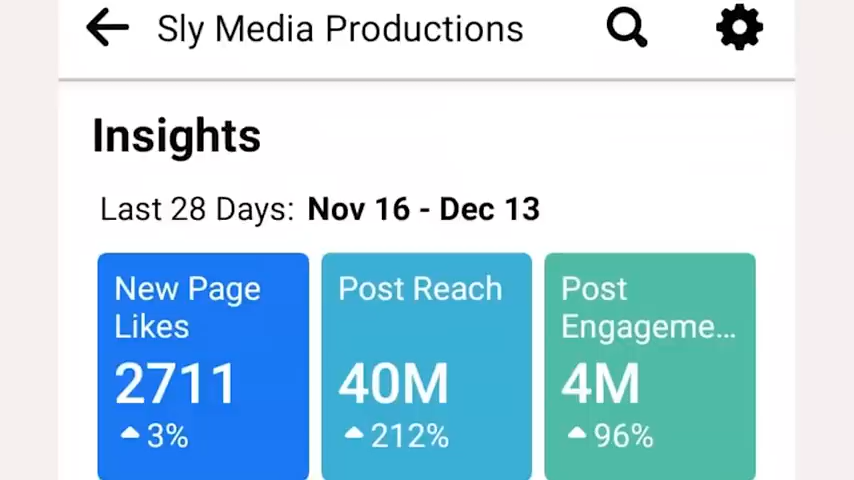 Sly Media Productions
Insights
Last 28 Days: Nov 16 - Dec 13
New Page
Likes
2711
3%
Post Reach
40M
212%
Post
Engageme...
4M
96%